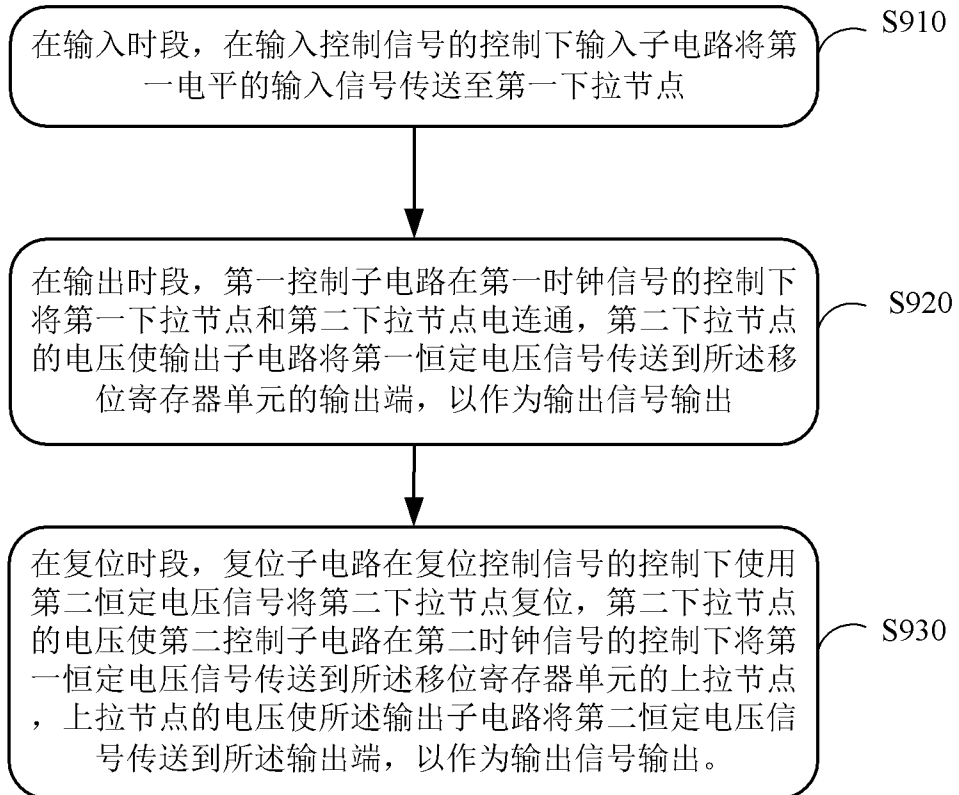 在输入时段，在输入控制信号的控制下输入子电路将第
一电平的输入信号传送至第一下拉节点
S910
在输出时段，第一控制子电路在第一时钟信号的控制下
将第一下拉节点和第二下拉节点电连通，第二下拉节点
的电压使输出子电路将第一恒定电压信号传送到所述移
位寄存器单元的输出端，以作为输出信号输出
S920
在复位时段，复位子电路在复位控制信号的控制下使用
第二恒定电压信号将第二下拉节点复位，第二下拉节点
的电压使第二控制子电路在第二时钟信号的控制下将第
一恒定电压信号传送到所述移位寄存器单元的上拉节点
，上拉节点的电压使所述输出子电路将第二恒定电压信
号传送到所述输出端，以作为输出信号输出。
S930